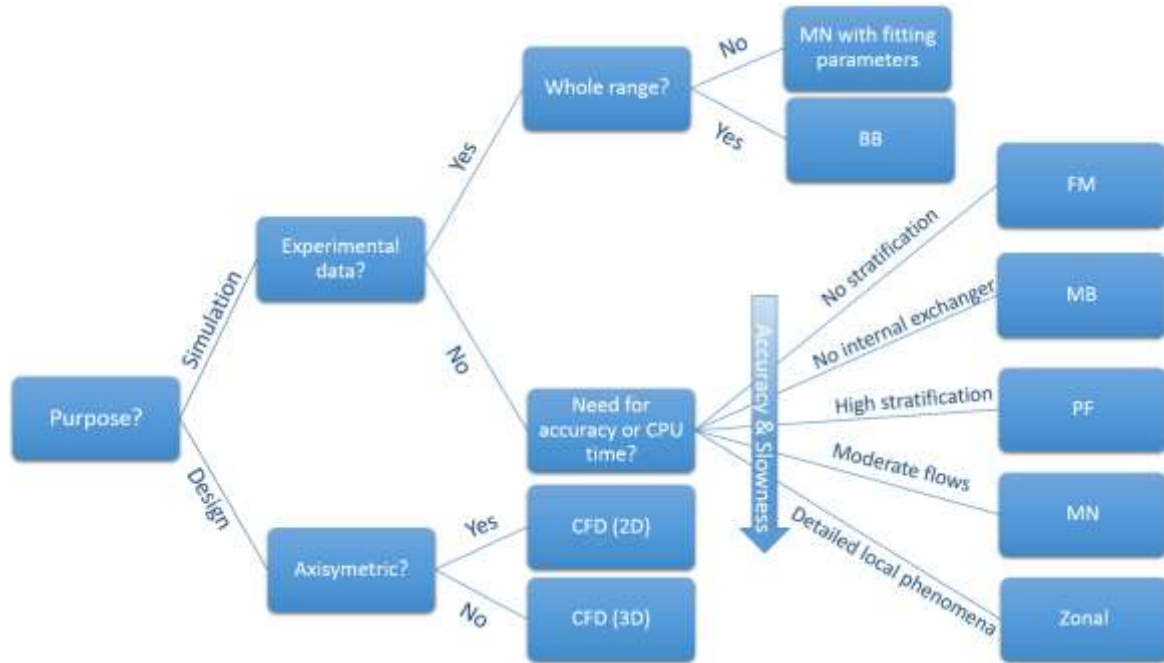 Purpose?
Simulation
Design
Experimental
data?
Yes
No
Whole range?
No
Yes
MN with fitting
parameters
BB
Need for
accuracy or CPU
time?
Accuracy & Slowness
No stratification
No internal exchanger
High stratification
Moderate flows
Detailed local phenomena
FM
MB
PF
MN
Zonal
Axisymetric?
Yes
No
CFD (2D)
CFD (3D)